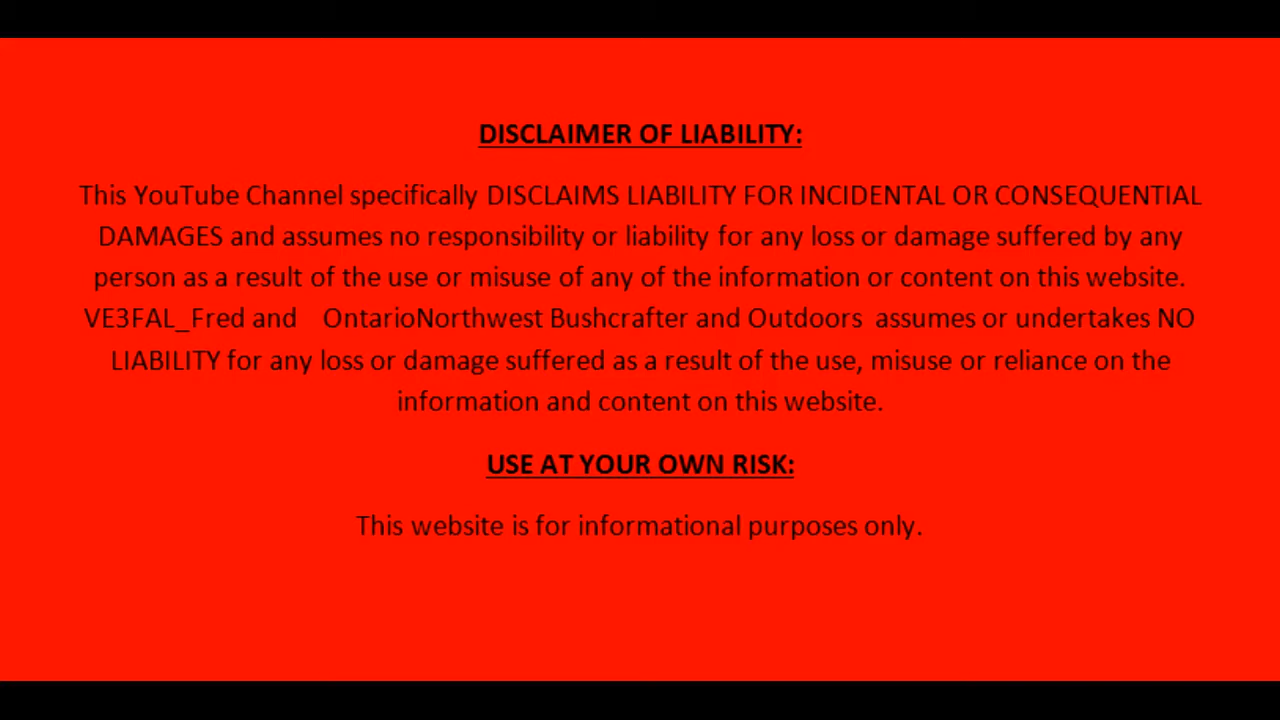 DISCLAIMER OF LIABILITY:
This YouTube Channel specifically DISCLAIMS LIABILITY FOR INCIDENTAL OR CONSEQUENTIAL
DAMAGES and assumes no responsibility or liability for any loss or damage suffered by any
person as a result of the use or misuse of any of the information or content on this website.
VE3FAL_Fred and OntarioNorthwest Bushcrafter and Outdoors assumes or undertakes NO
LIABILITY for any loss or damage suffered as a result of the use, misuse or reliance on the
information and content on this website.
USE AT YOUR OWN RISK:
This website is for informational purposes only.